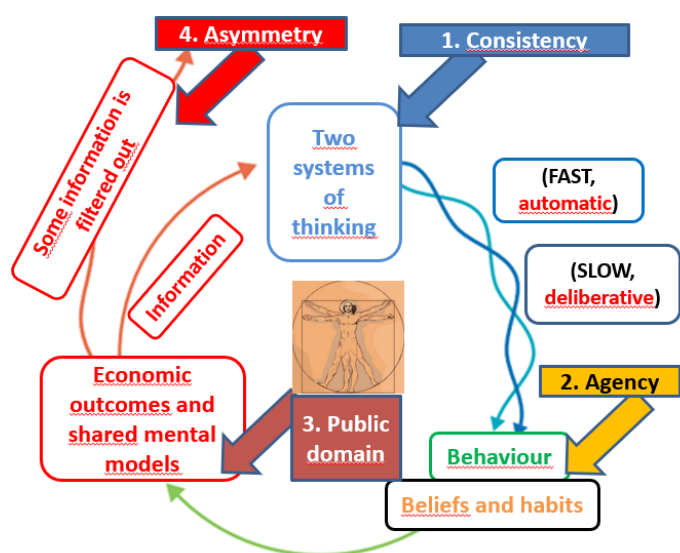 4. Asymmetry
1. Consistency
Some information is
filtered out
Two
systems
of
thinking
(FAST,
automatic)
Information
(SLOW,
deliberative)
Economic
outcomes and
shared mental
models
3. Public
domain
2. Agency
Behaviour
Beliefs and habits